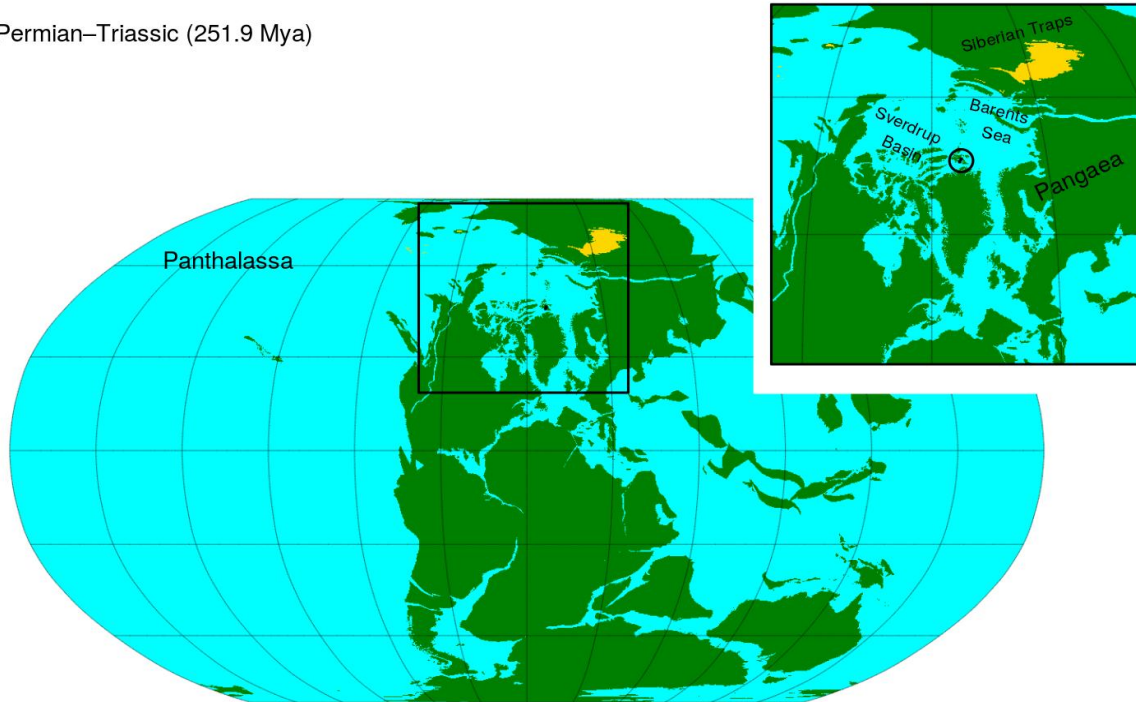 Permian–Triassic (251.9 Mya)
Siberian Traps
Barents
Sea
Sverdrup
Basin
Pangaea
Panthalassa